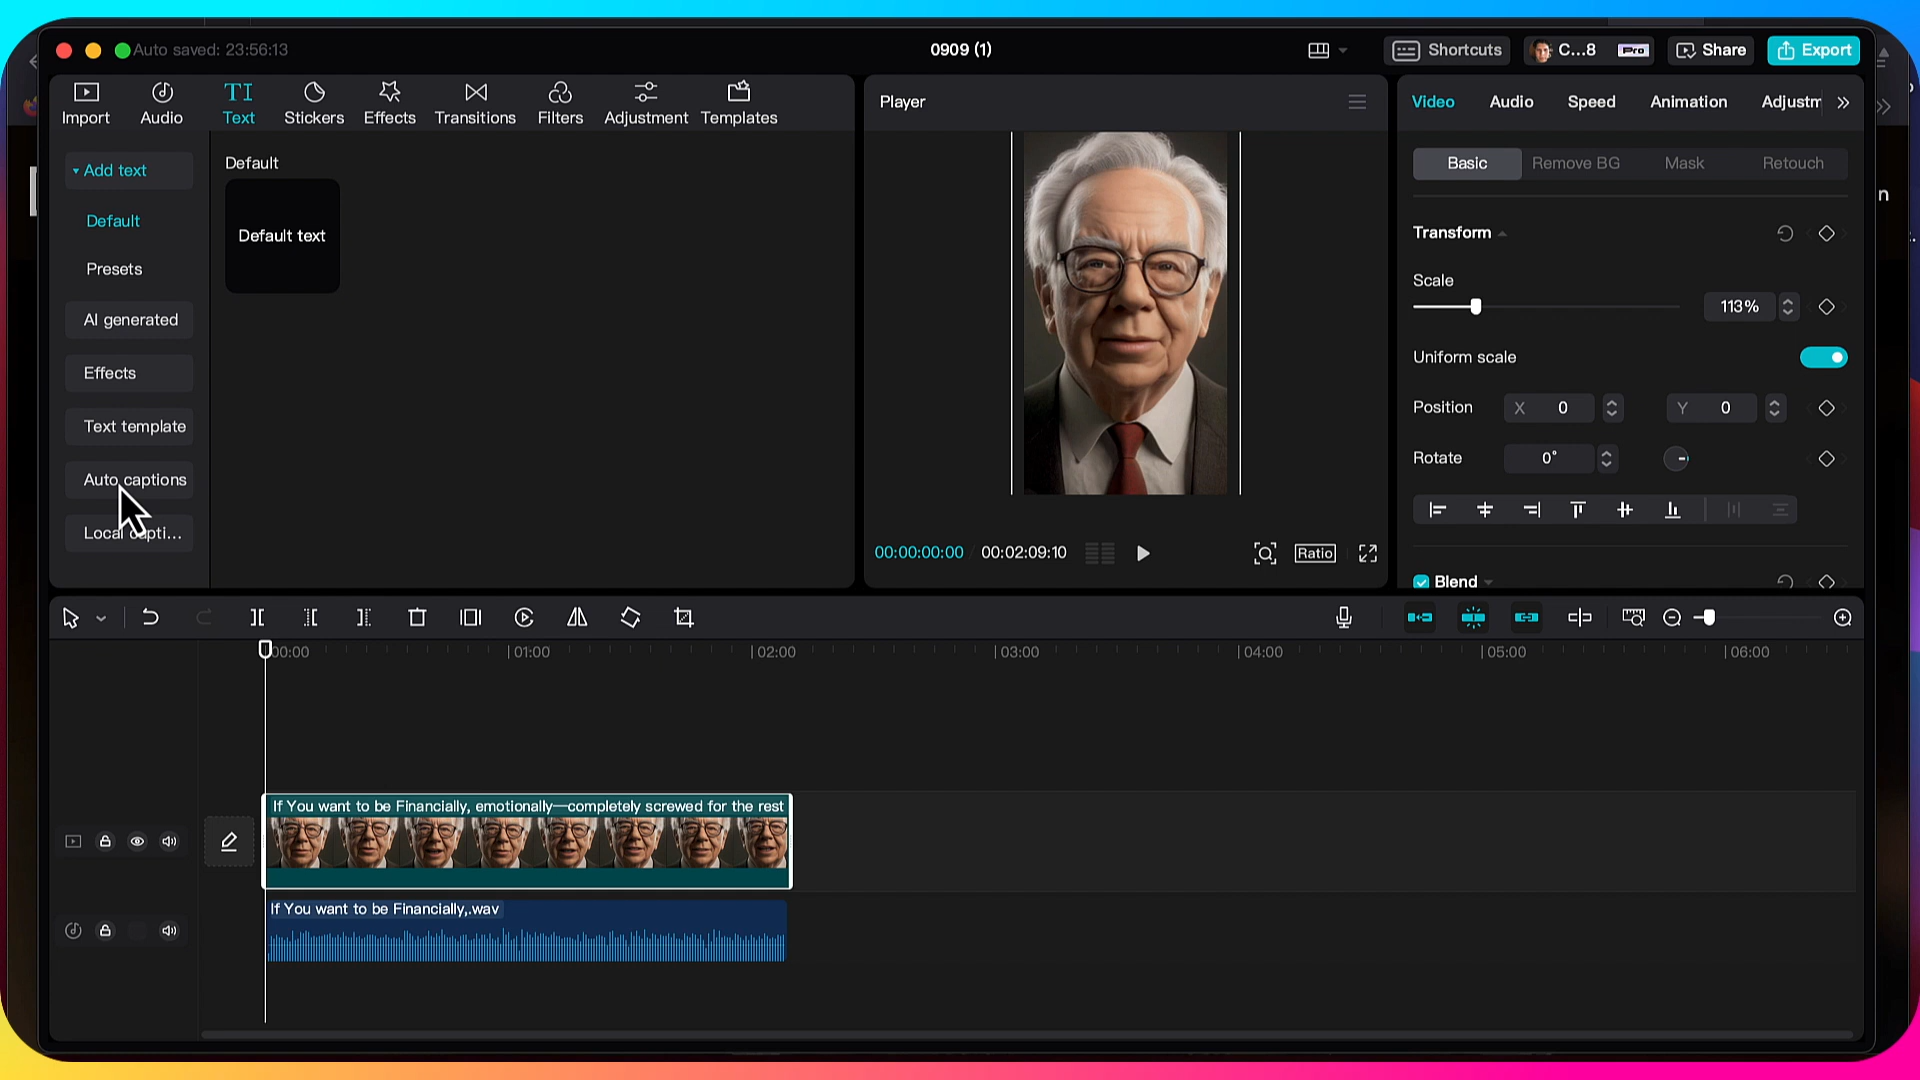 Auto saved: 23:56:13
0909 (1)
Shortcuts
C...8
Pro
Share
Export
Import
Audio
TI
Text
Stickers
Effects
Transitions
Filters
Adjustment
Templates
Add text
Default
Presets
AI generated
Effects
Text template
Auto captions
Local capti...
Default
Default text
Player
00:00:00:00
00:02:09:10
Ratio
Video
Audio
Speed
Animation
Adjustm
Basic
Remove BG
Mask
Retouch
Transform
Scale
113%
Uniform scale
Position
X 0
Y 0
Rotate
0°
Blend
00:00
01:00
02:00
03:00
04:00
05:00
06:00
If You want to be Financially, emotionally—completely screwed for the rest
If You want to be Financially,.wav
n